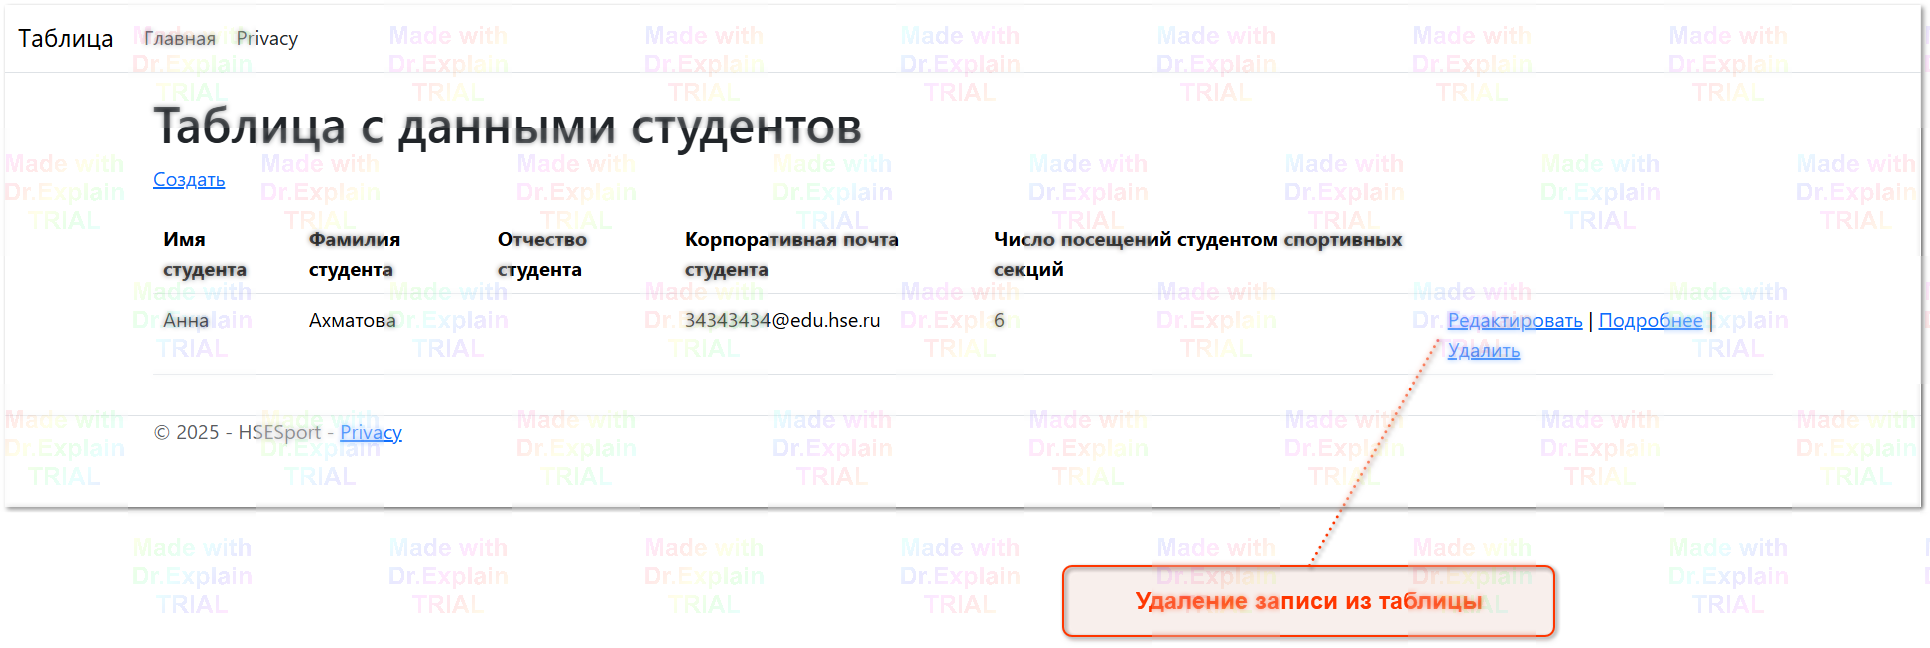 Таблица Главная Privacy
Таблица с данными студентов
Создать
Имя студента Фамилия студента Отчество студента Корпоративная почта студента Число посещений студентом спортивных секций
Анна Ахматова 34343434@edu.hse.ru 6 Редактировать | Подробнее |
Удалить
© 2025 - HSESport - Privacy
Удаление записи из таблицы
Made with
Dr.Explain
TRIAL